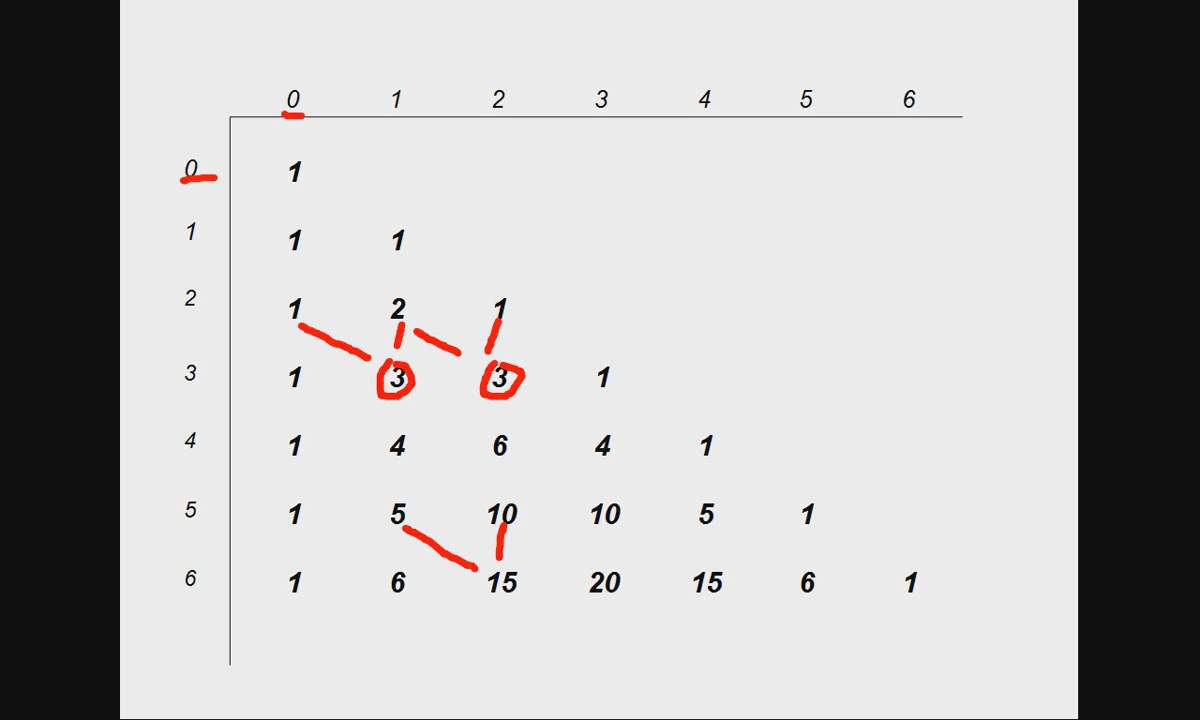 0 1 2 3 4 5 6
0 1
1 1 1
2 1 2 1
3 1 3 3 1
4 1 4 6 4 1
5 1 5 10 10 5 1
6 1 6 15 20 15 6 1